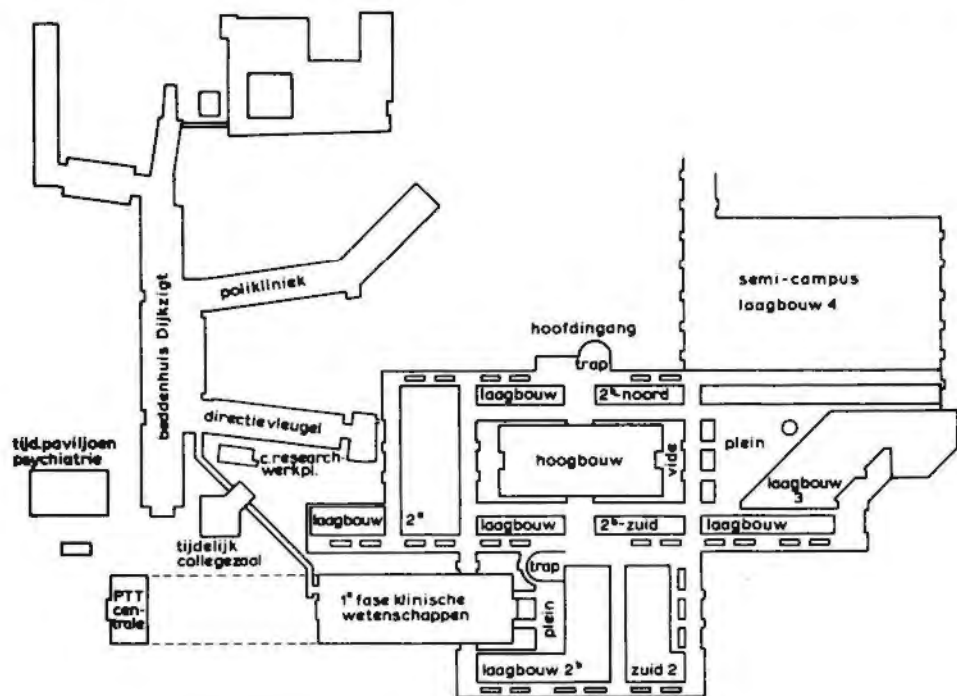 semi-campus
laagbouw 4
polikliniek
beddenhuis Dijkzigt
hoofdingang
trap
laagbouw
2ᵇ-noord
directievleugel
tijd. paviljoen
psychiatrie
c. research-
werkpl.
hoogbouw
vide
plein
laagbouw
3
laagbouw
2ᵃ
laagbouw
2ᵇ-zuid
laagbouw
tijdelijk
collegezaal
trap
PTT
cen-
trale
1ᵉ fase klinische
wetenschappen
plein
laagbouw 2ᵇ
zuid 2